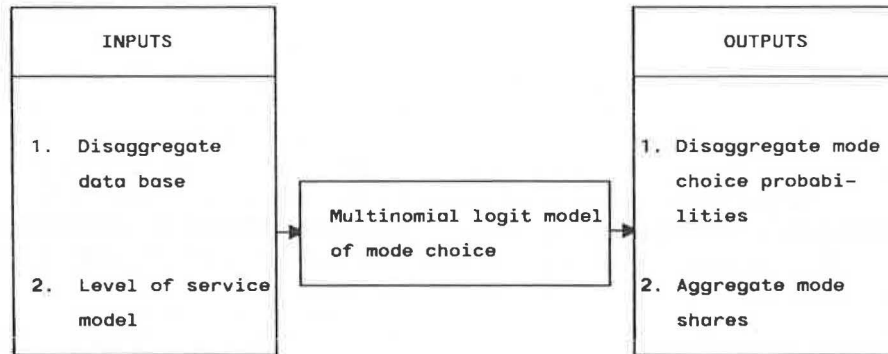 INPUTS
1. Disaggregate
data base
2. Level of service
model
Multinomial logit model
of mode choice
OUTPUTS
1. Disaggregate mode
choice probabi-
lities
2. Aggregate mode
shares